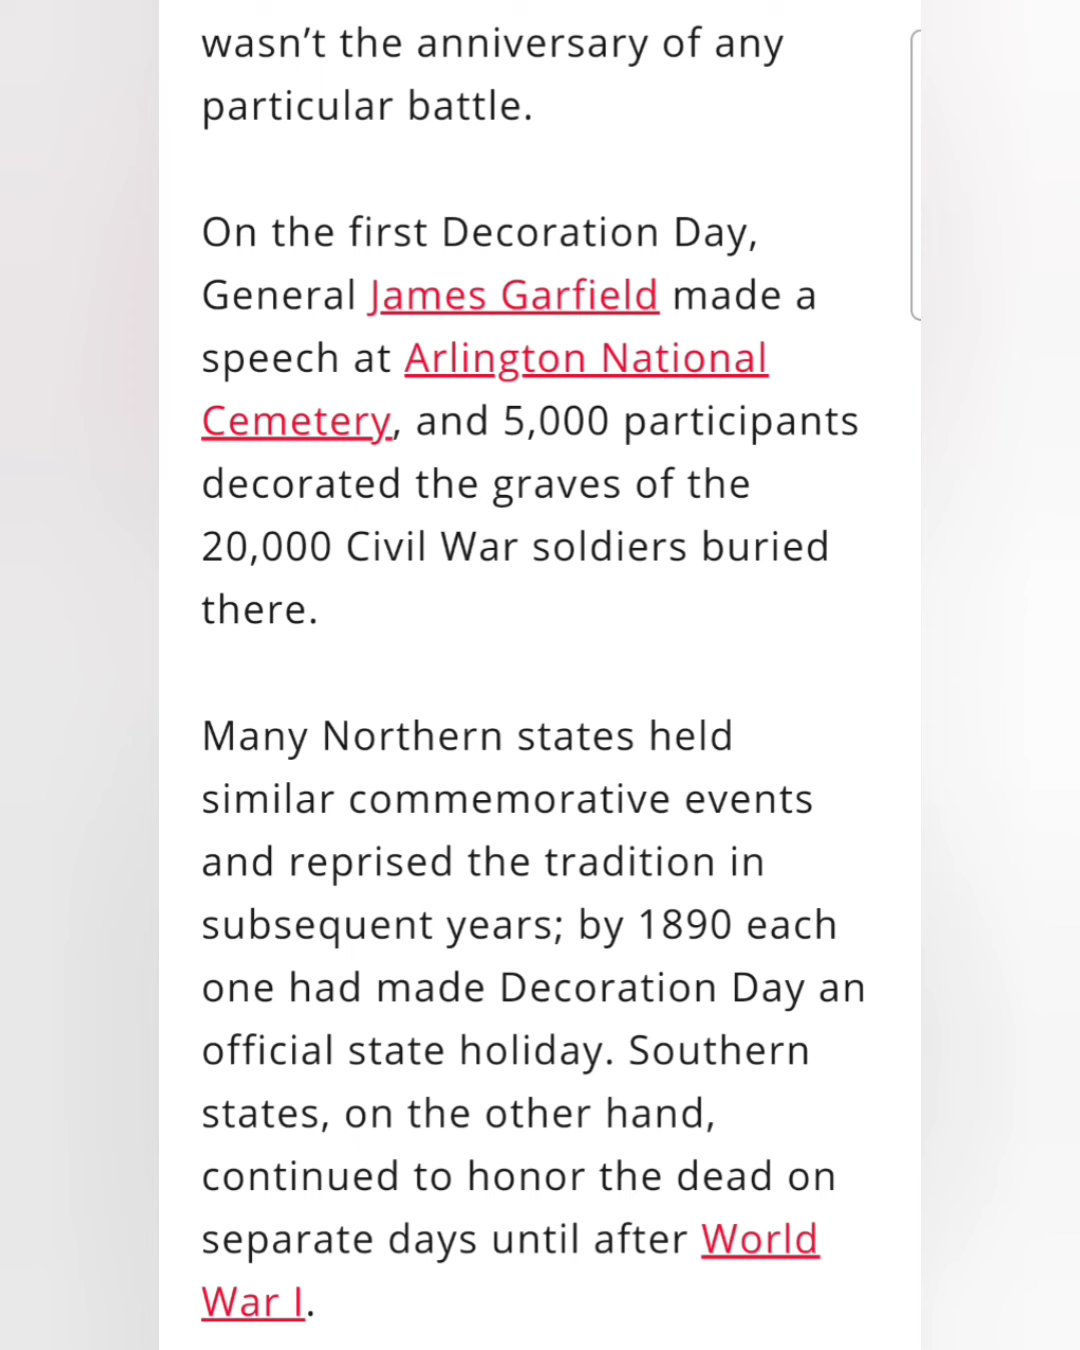 wasn’t the anniversary of any
particular battle.
On the first Decoration Day,
General James Garfield made a
speech at Arlington National
Cemetery, and 5,000 participants
decorated the graves of the
20,000 Civil War soldiers buried
there.
Many Northern states held
similar commemorative events
and reprised the tradition in
subsequent years; by 1890 each
one had made Decoration Day an
official state holiday. Southern
states, on the other hand,
continued to honor the dead on
separate days until after World
War I.